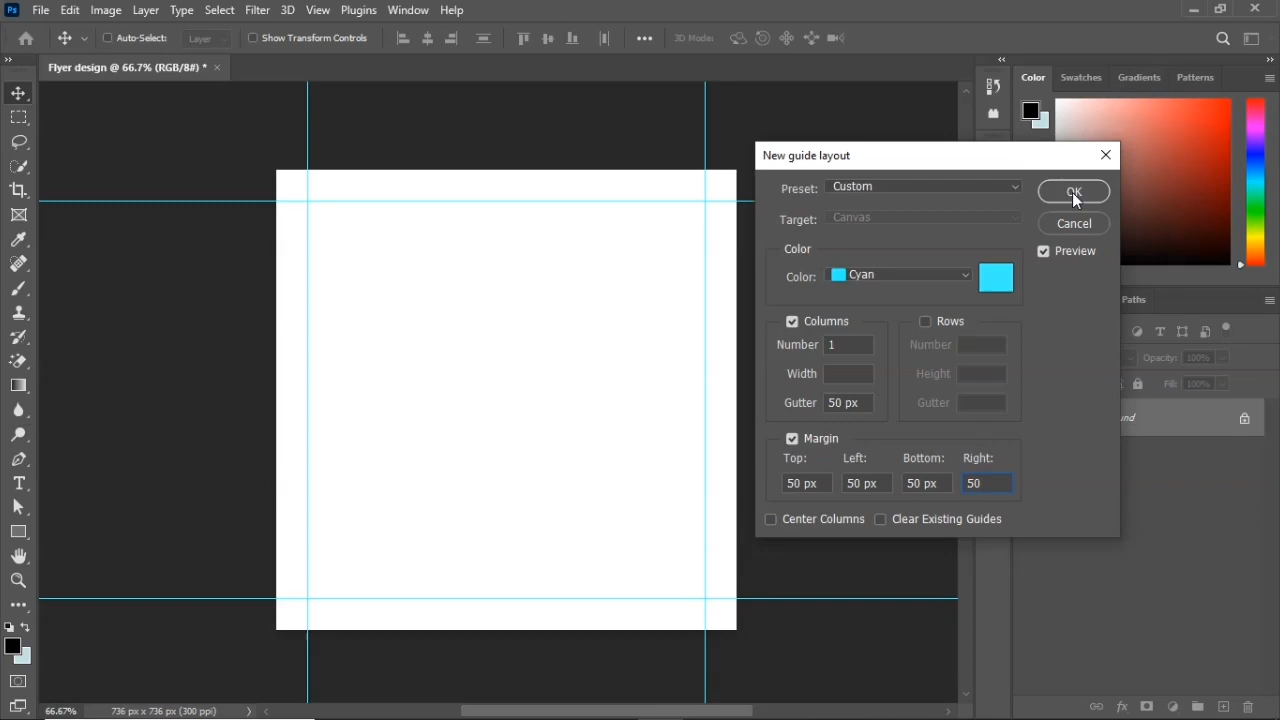 Ps File Edit Image Layer Type Select Filter 3D View Plugins Window Help
Auto-Select: Layer Show Transform Controls ••• 3D Mode:
Flyer design @ 66.7% (RGB/8#) * ×
Color Swatches Gradients Patterns
New guide layout
Preset: Custom OK
Target: Canvas Cancel
Color Preview
Color: Cyan
Paths
Columns Rows
Number 1 Number
Opacity: 100%
Width Height
Fill: 100%
Gutter 50 px Gutter
und
Margin
Top: Left: Bottom: Right:
50 px 50 px 50 px 50
Center Columns Clear Existing Guides
66.67% 736 px x 736 px (300 ppi)